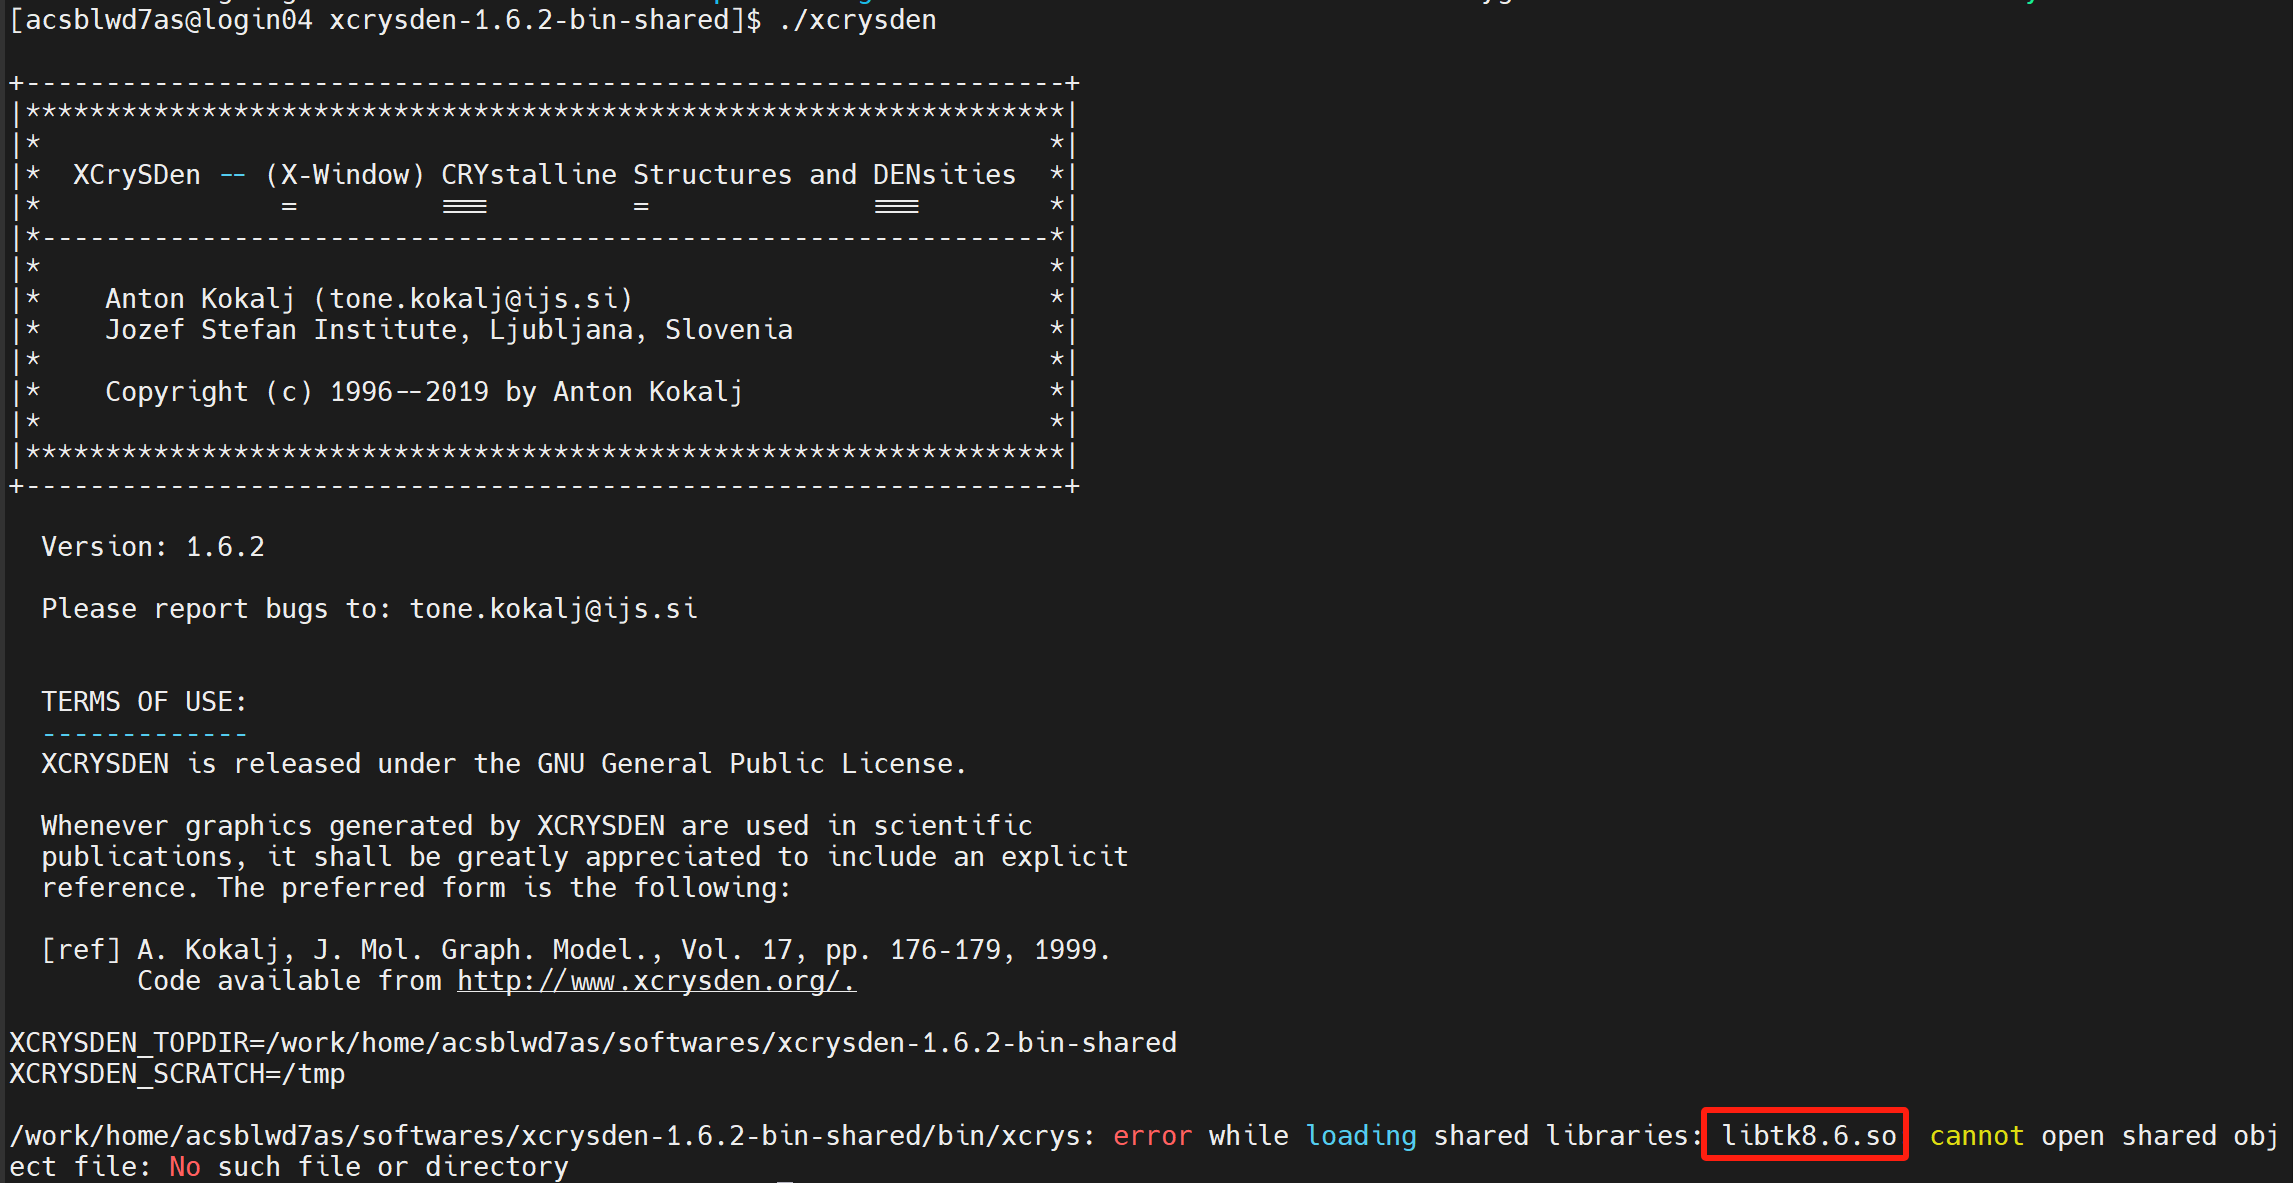 [acsblwd7as@login04 xcrysden-1.6.2-bin-shared]$ ./xcrysden
+-----------------------------------------------------------------+
|*****************************************************************|
|*                                                               *|
|*  XCrySDen -- (X-Window) CRYstalline Structures and DENsities  *|
|*               =         ===         =              ===        *|
|*---------------------------------------------------------------*|
|*                                                               *|
|*    Anton Kokalj (tone.kokalj@ijs.si)                          *|
|*    Jozef Stefan Institute, Ljubljana, Slovenia                *|
|*                                                               *|
|*    Copyright (c) 1996--2019 by Anton Kokalj                   *|
|*                                                               *|
|*****************************************************************|
+-----------------------------------------------------------------+
Version: 1.6.2
Please report bugs to: tone.kokalj@ijs.si
TERMS OF USE:
-------------
XCRYSDEN is released under the GNU General Public License.
Whenever graphics generated by XCRYSDEN are used in scientific
publications, it shall be greatly appreciated to include an explicit
reference. The preferred form is the following:
[ref] A. Kokalj, J. Mol. Graph. Model., Vol. 17, pp. 176-179, 1999.
Code available from http://www.xcrysden.org/.
XCRYSDEN_TOPDIR=/work/home/acsblwd7as/softwares/xcrysden-1.6.2-bin-shared
XCRYSDEN_SCRATCH=/tmp
/work/home/acsblwd7as/softwares/xcrysden-1.6.2-bin-shared/bin/xcrys: error while loading shared libraries: libtk8.6.so cannot open shared obj
ect file: No such file or directory